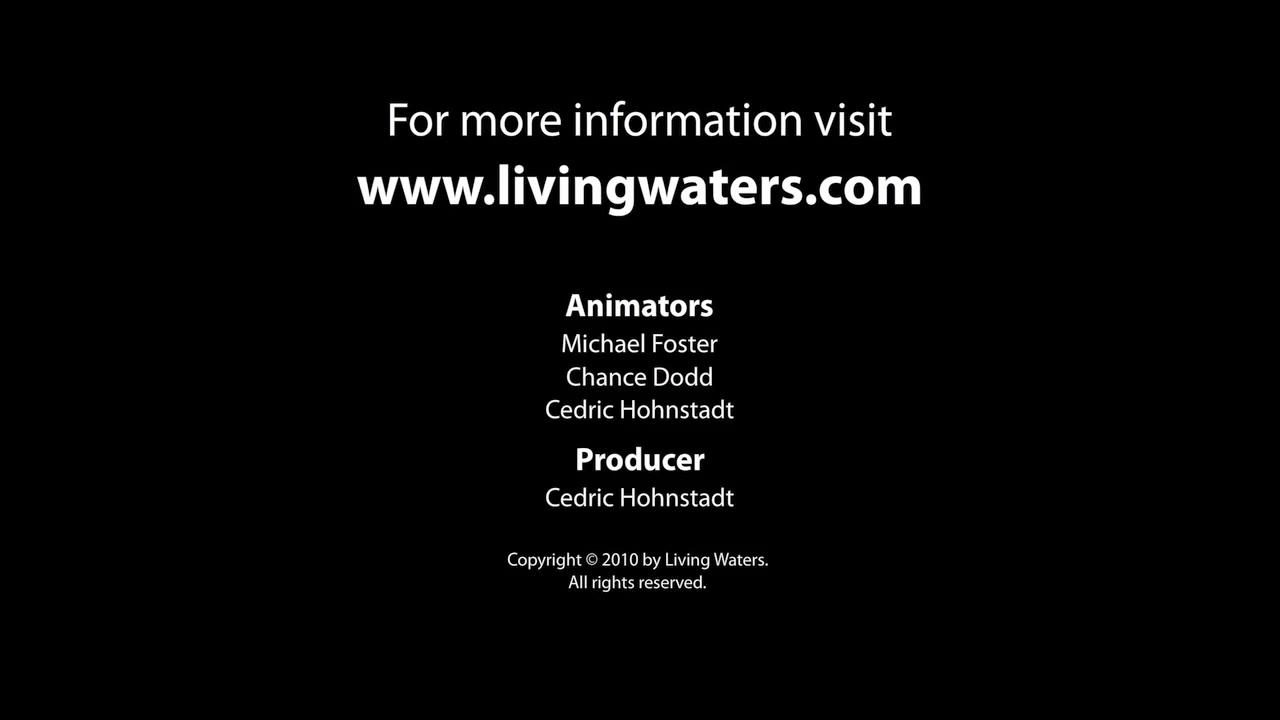 For more information visit
www.livingwaters.com
Animators
Michael Foster
Chance Dodd
Cedric Hohnstadt
Producer
Cedric Hohnstadt
Copyright © 2010 by Living Waters.
All rights reserved.